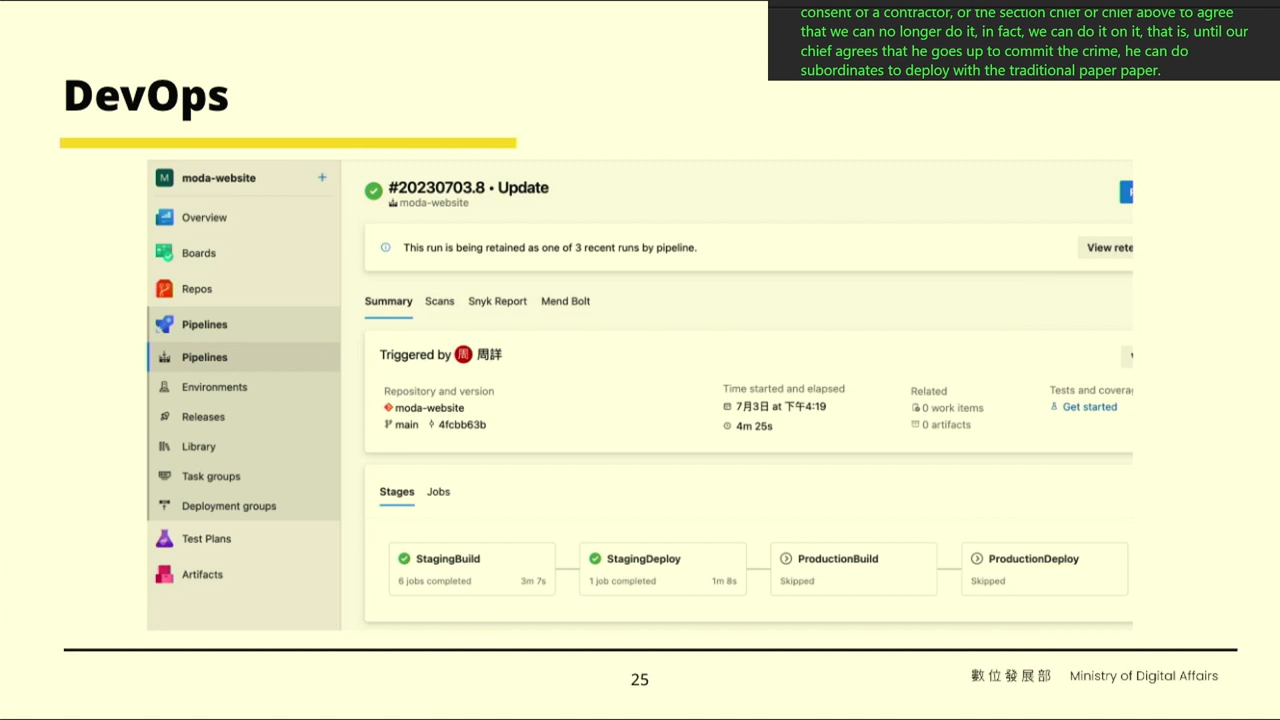 consent of a contractor, or the section chief or chief above to agree
that we can no longer do it, in fact, we can do it on it, that is, until our
chief agrees that he goes up to commit the crime, he can do
subordinates to deploy with the traditional paper paper.
DevOps
M moda-website +
Overview
Boards
Repos
Pipelines
Pipelines
Environments
Releases
Library
Task groups
Deployment groups
Test Plans
Artifacts
#20230703.8 • Update
moda-website
This run is being retained as one of 3 recent runs by pipeline.
View rete
Summary Scans Snyk Report Mend Bolt
Triggered by 周 周詳
Repository and version
moda-website
main 4fcbb63b
Time started and elapsed
7月3日 at 下午4:19
4m 25s
Related
0 work items
0 artifacts
Tests and covera
Get started
Stages Jobs
StagingBuild
6 jobs completed 3m 7s
StagingDeploy
1 job completed 1m 8s
ProductionBuild
Skipped
ProductionDeploy
Skipped
25
數位發展部 Ministry of Digital Affairs